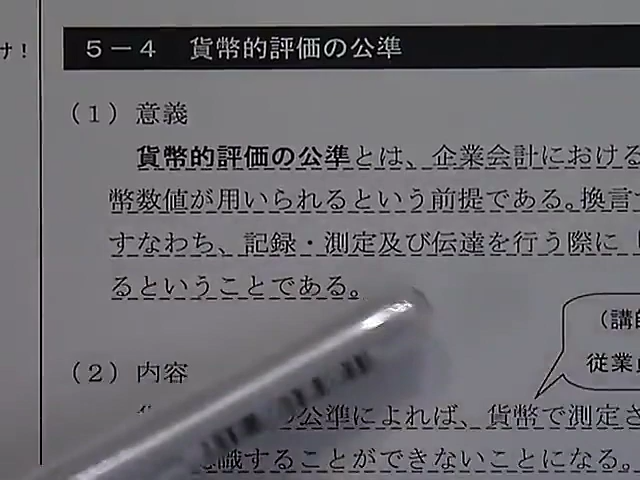 け！
５－４　貨幣的評価の公準
（１）意義
貨幣的評価の公準とは、企業会計における
幣数値が用いられるという前提である。換言す
すなわち、記録・測定及び伝達を行う際に
るということである。
（講師
（２）内容
従業員
の公準によれば、貨幣で測定さ
識することができないことになる。